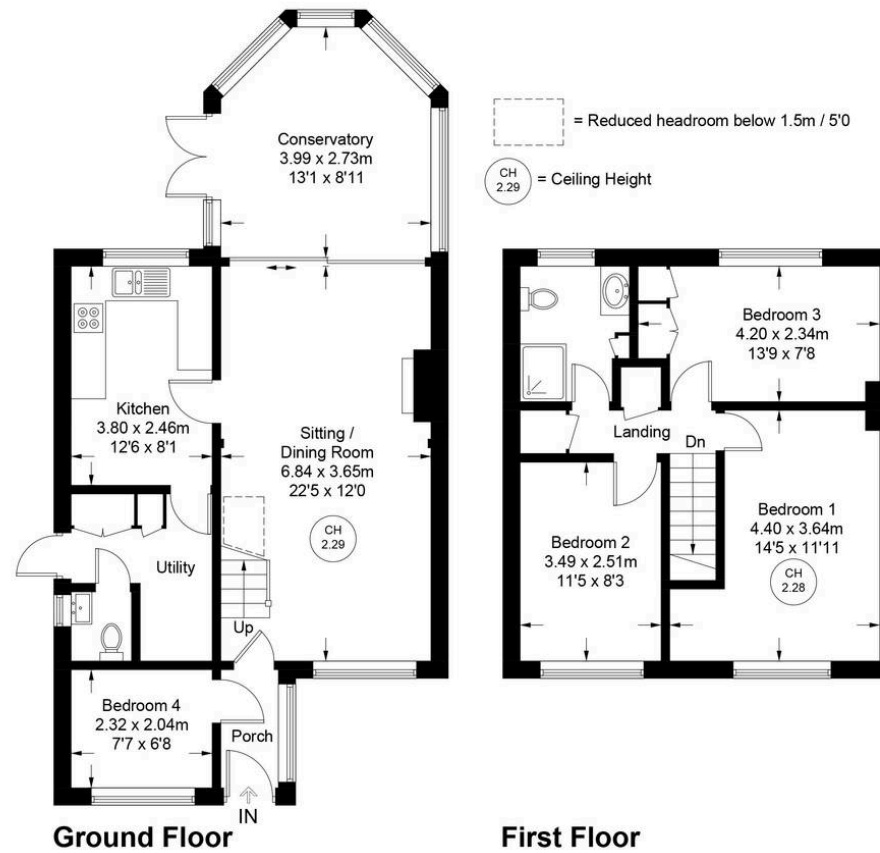 Conservatory
3.99 x 2.73m
13'1 x 8'11
= Reduced headroom below 1.5m / 5'0
CH
2.29
= Ceiling Height
Kitchen
3.80 x 2.46m
12'6 x 8'1
Sitting /
Dining Room
6.84 x 3.65m
22'5 x 12'0
CH
2.29
Utility
Up
Bedroom 4
2.32 x 2.04m
7'7 x 6'8
Porch
IN
Ground Floor
Bedroom 3
4.20 x 2.34m
13'9 x 7'8
Landing
Dn
Bedroom 2
3.49 x 2.51m
11'5 x 8'3
Bedroom 1
4.40 x 3.64m
14'5 x 11'11
CH
2.28
First Floor